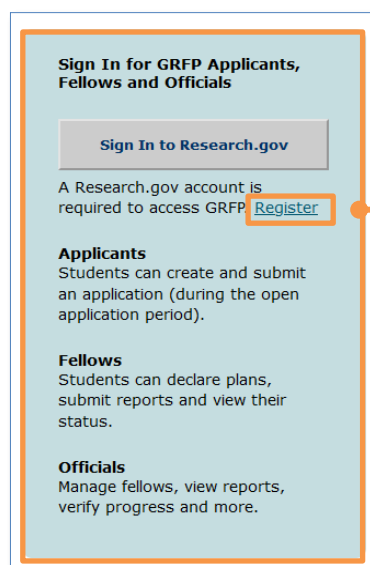 Sign In for GRFP Applicants,
Fellows and Officials
Sign In to Research.gov
A Research.gov account is
required to access GRFP. Register
Applicants
Students can create and submit
an application (during the open
application period).
Fellows
Students can declare plans,
submit reports and view their
status.
Officials
Manage fellows, view reports,
verify progress and more.